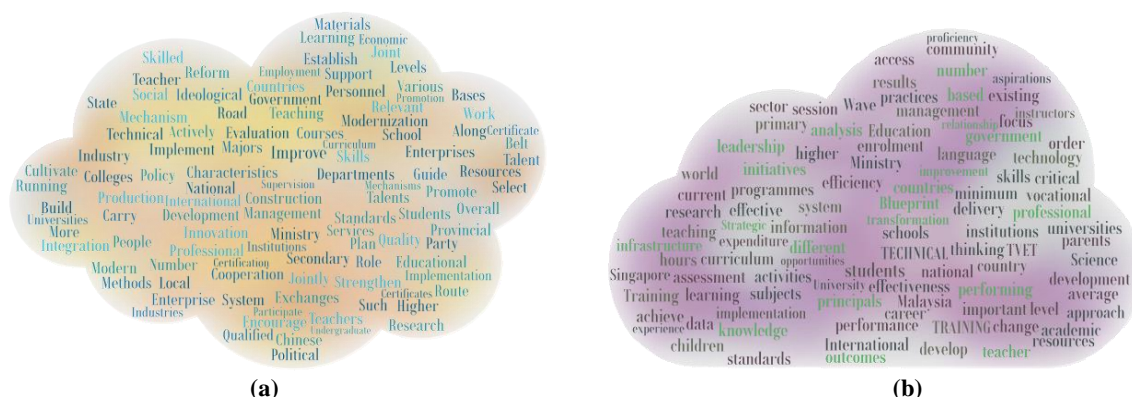 Materials
Learning Economic
Skilled Establish Joint
Teacher Reform Employment Support Levels
Social Ideological Countries Personnel Various
State Government Promotion Bases
Mechanism Road Teaching Relevant Work
Technical Actively Evaluation Courses Modernization School Along Certificate
Industry Implement Majors Improve Curriculum Skills Enterprises Belt
Cultivate Colleges Policy Characteristics Departments Guide Resources Talent
Running National Supervision Mechanisms Promote Select
Production International Construction Talents
Build Carry Development Management Standards Students Overall
Universities Services Provincial
More Innovation Ministry Plan Quality Party
Integration People Professional Institutions
Modern Number Certification Secondary Role Educational
Methods Local Cooperation Jointly Strengthen Implementation
Enterprise System Exchanges Certificates Route
Industries Participate Such Higher
Encourage Teachers Research
Qualified Undergraduate
Chinese
Political
(a)
proficiency
community
access number
results aspirations
sector session Wave practices based existing
primary management instructors
analysis Education relationship focus
leadership enrolment government order
higher Ministry language technology
world initiatives improvement skills critical
current programmes efficiency countries minimum vocational
research effective system Blueprint delivery professional
teaching Strategic information transformation institutions universities
infrastructure expenditure different schools parents
hours curriculum opportunities TECHNICAL thinking TVET Science
Singapore assessment activities students national country development
Training learning subjects University effectiveness performing average
achieve implementation principals Malaysia important level approach
experience data knowledge career TRAINING change academic
children performance resources
standards International develop teacher
outcomes
(b)